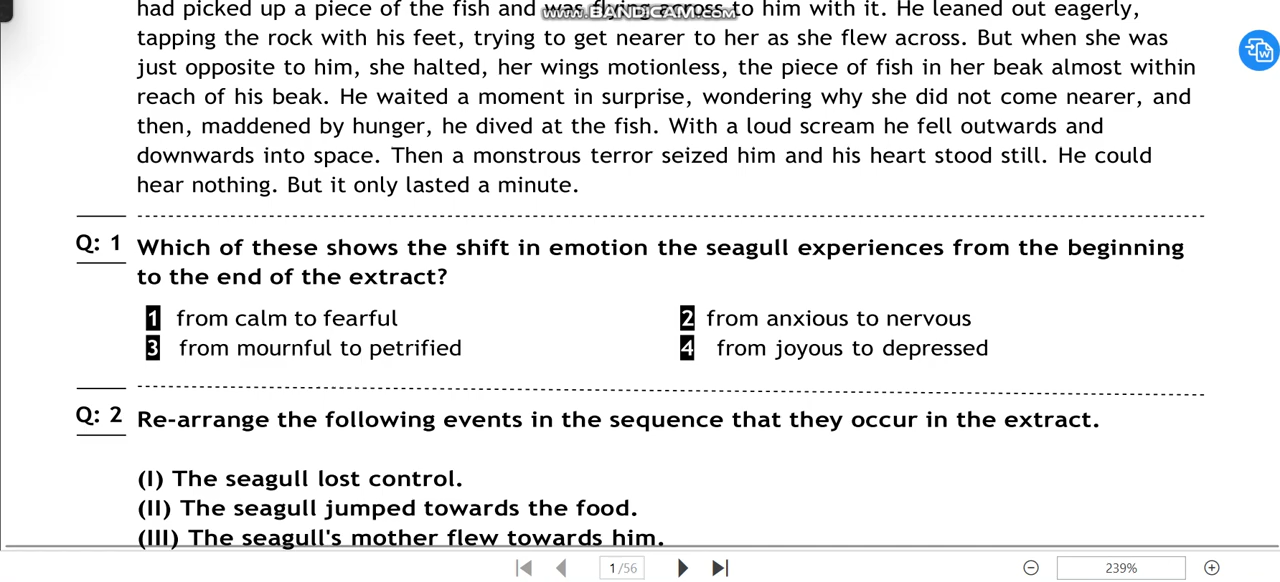 had picked up a piece of the fish and was flying across to him with it. He leaned out eagerly,
www.BANDICAM.com
tapping the rock with his feet, trying to get nearer to her as she flew across. But when she was
just opposite to him, she halted, her wings motionless, the piece of fish in her beak almost within
reach of his beak. He waited a moment in surprise, wondering why she did not come nearer, and
then, maddened by hunger, he dived at the fish. With a loud scream he fell outwards and
downwards into space. Then a monstrous terror seized him and his heart stood still. He could
hear nothing. But it only lasted a minute.
Q: 1 Which of these shows the shift in emotion the seagull experiences from the beginning
to the end of the extract?
1 from calm to fearful 2 from anxious to nervous
3 from mournful to petrified 4 from joyous to depressed
Q: 2 Re-arrange the following events in the sequence that they occur in the extract.
(I) The seagull lost control.
(II) The seagull jumped towards the food.
(III) The seagull's mother flew towards him.
1 /56 239%